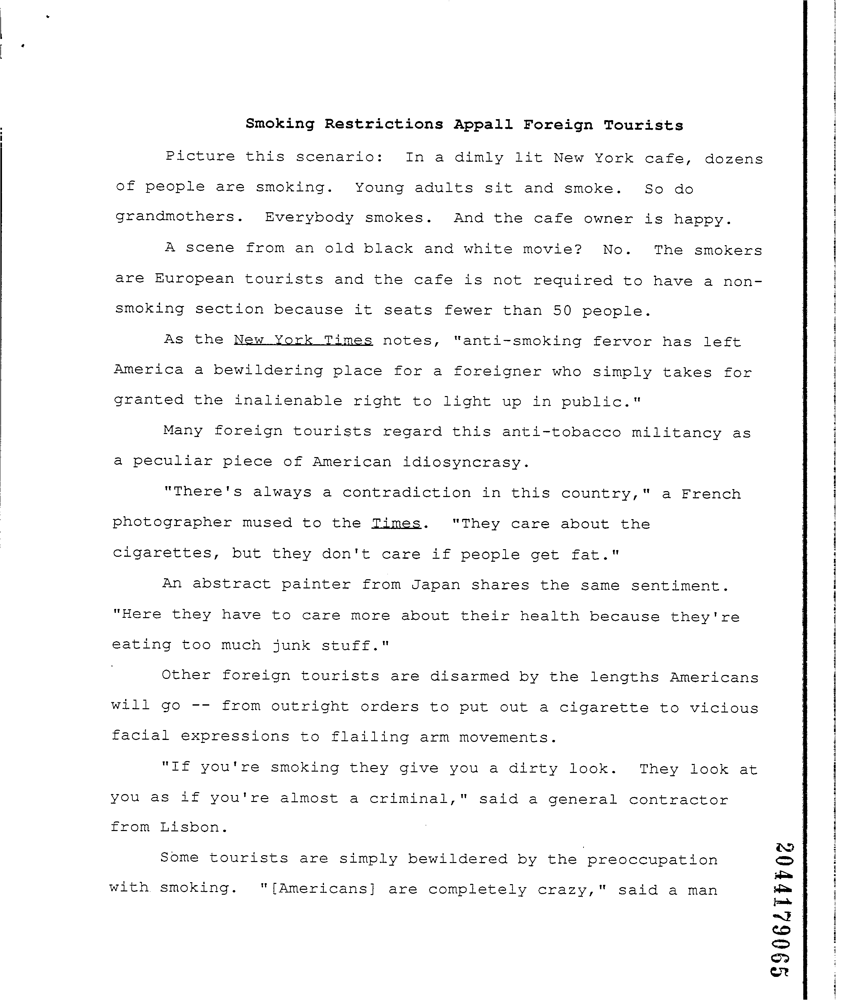 Smoking Restrictions Appall Foreign Tourists
Picture this scenario: In a dimly lit New York cafe, dozens
of people are smoking. Young adults sit and smoke. So do
grandmothers. Everybody smokes. And the cafe owner is happy.
A scene from an old black and white movie? No. The smokers
are European tourists and the cafe is not required to have a non-
smoking section because it seats fewer than 50 people.
As the New York Times notes, "anti-smoking fervor has left
America a bewildering place for a foreigner who simply takes for
granted the inalienable right to light up in public."
Many foreign tourists regard this anti-tobacco militancy as
a peculiar piece of American idiosyncrasy.
"There's always a contradiction in this country," a French
photographer mused to the Times. "They care about the
cigarettes, but they don't care if people get fat."
An abstract painter from Japan shares the same sentiment.
"Here they have to care more about their health because they're
eating too much junk stuff."
Other foreign tourists are disarmed by the lengths Americans
will go -- from outright orders to put out a cigarette to vicious
facial expressions to flailing arm movements.
"If you're smoking they give you a dirty look. They look at
you as if you're almost a criminal," said a general contractor
from Lisbon.
Some tourists are simply bewildered by the preoccupation
with smoking. "[Americans] are completely crazy," said a man
2044179065